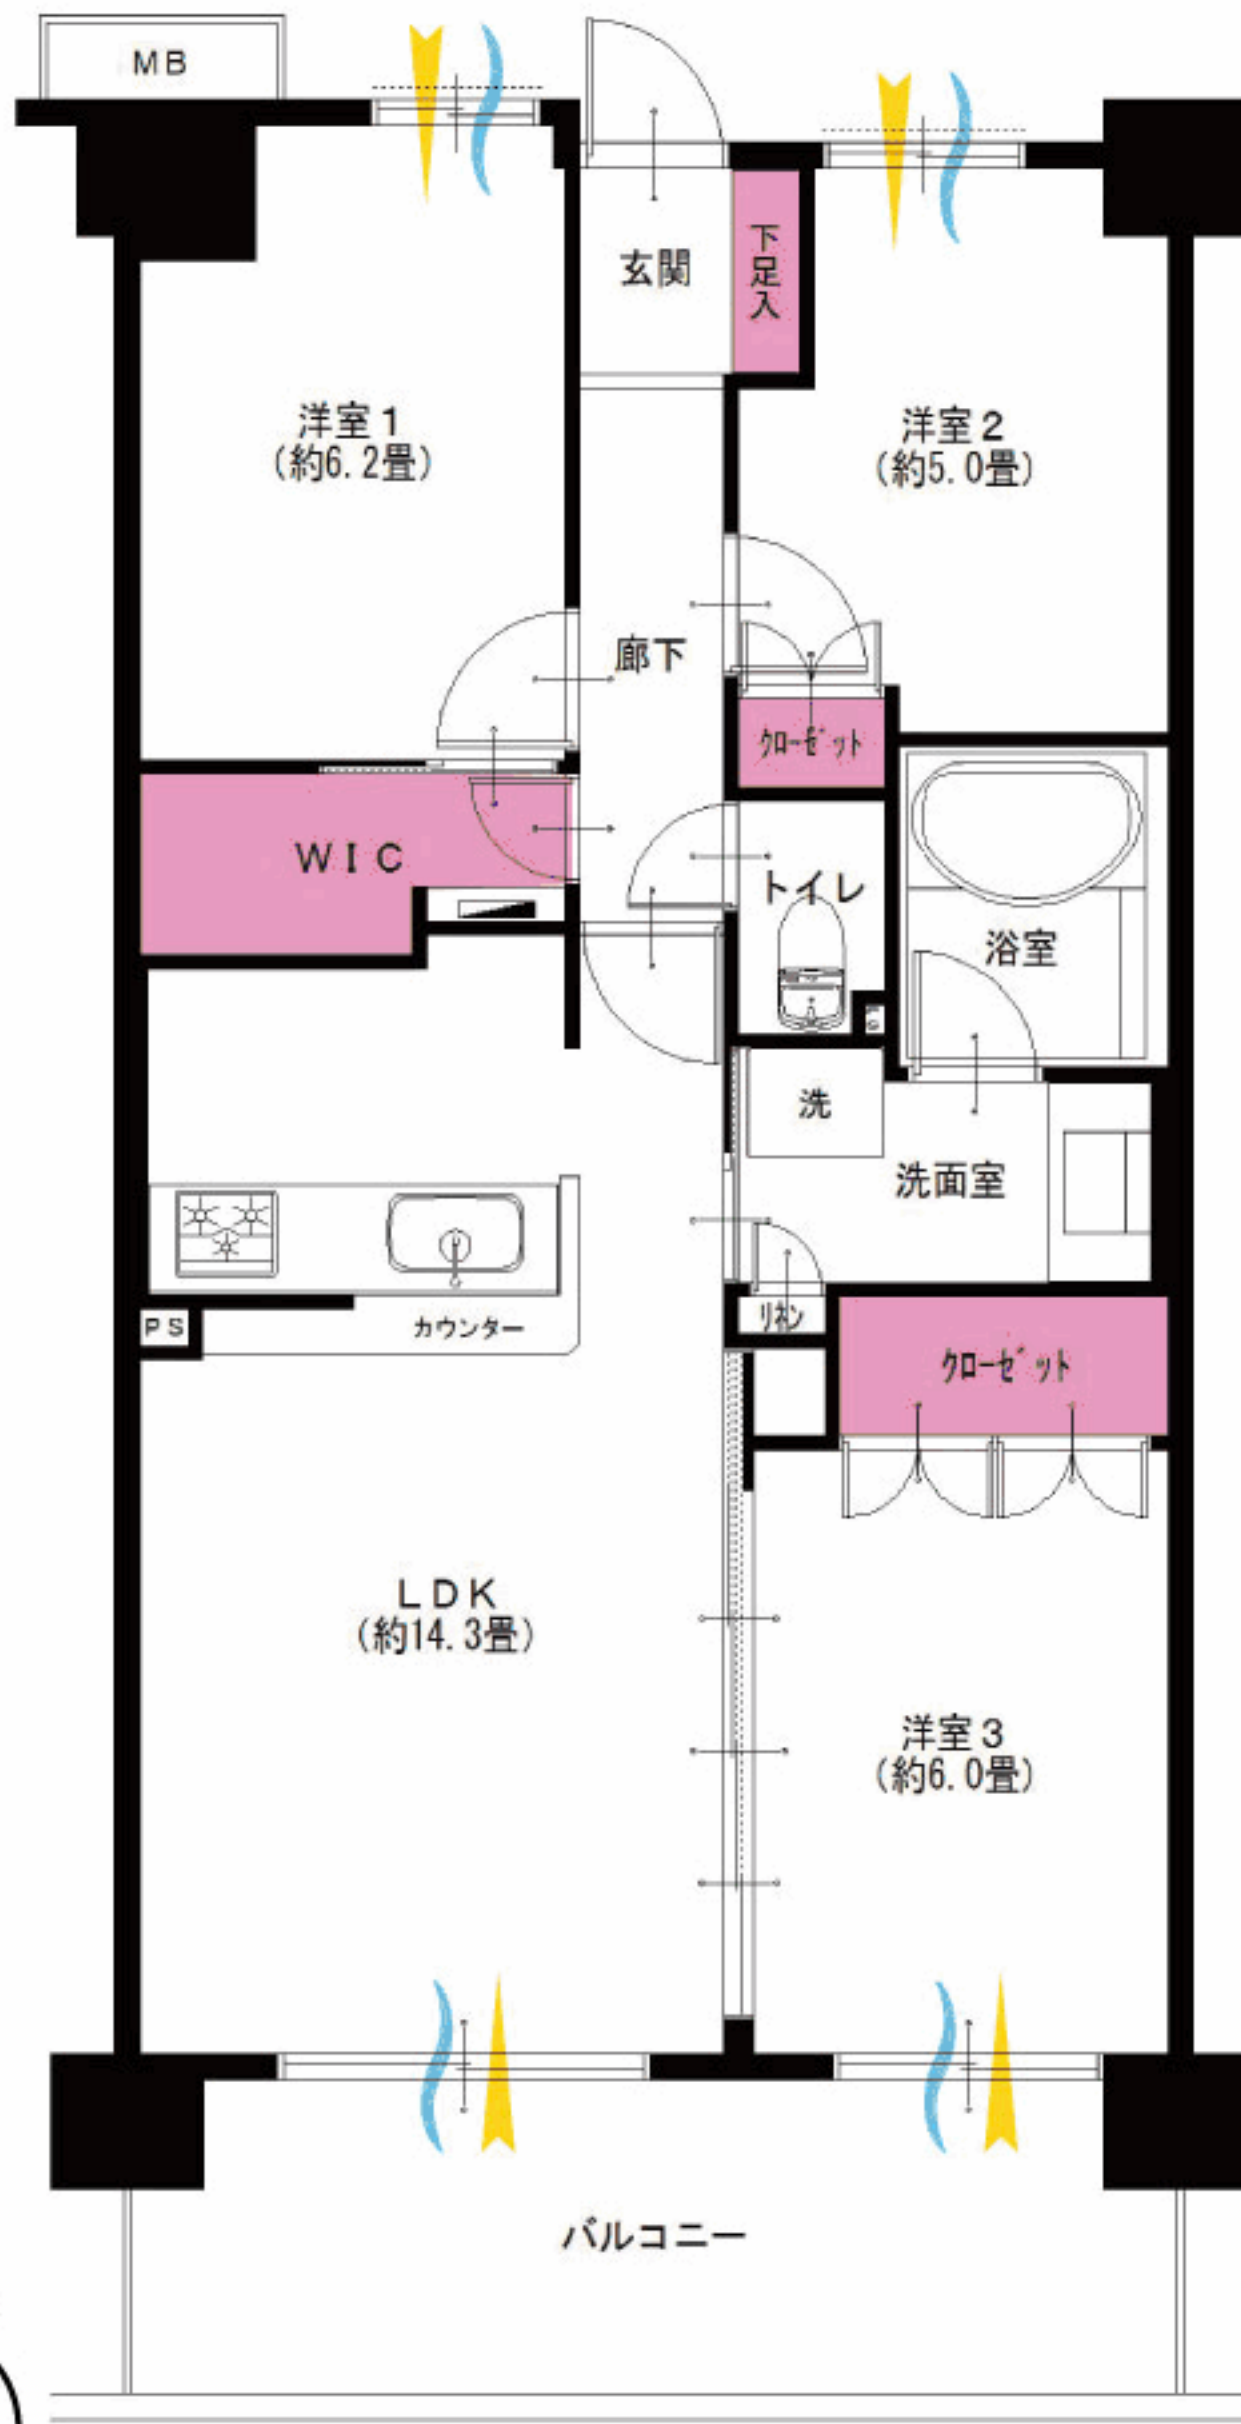 MB
玄関
下足入
洋室1
(約6.2畳)
洋室2
(約5.0畳)
廊下
クローゼット
WIC
トイレ
浴室
洗
洗面室
PS
カウンター
リネン
クローゼット
LDK
(約14.3畳)
洋室3
(約6.0畳)
バルコニー